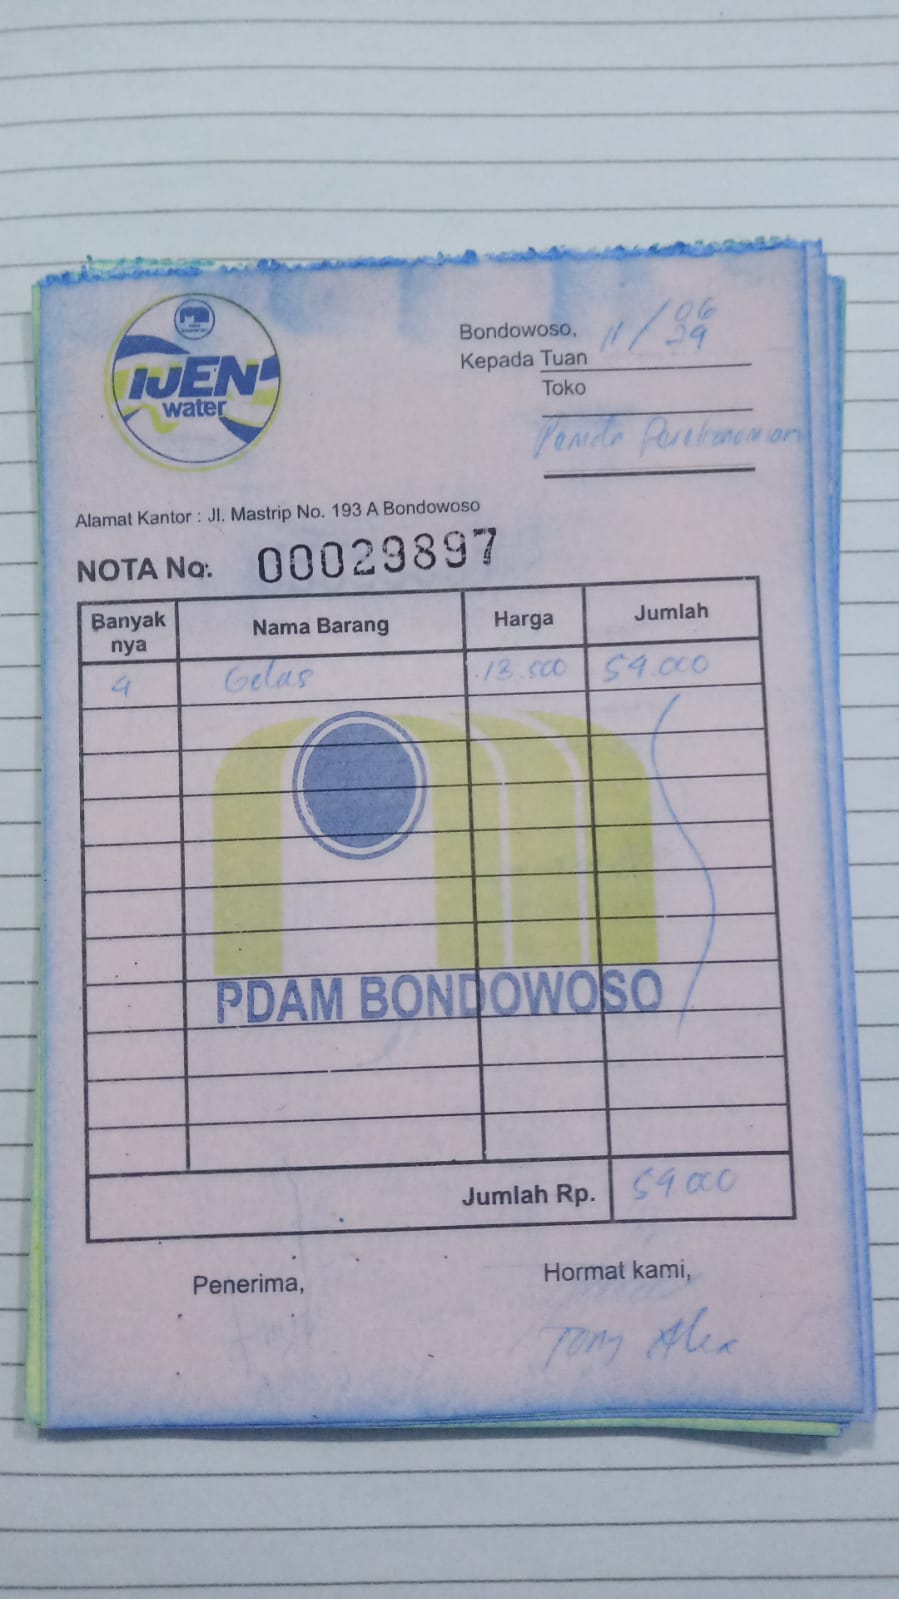 IJEN
water
Bondowoso, 11/06
29
Kepada Tuan
Toko
Pemda Perekonomian
Alamat Kantor : Jl. Mastrip No. 193 A Bondowoso
NOTA No. 00029897
Banyak nya Nama Barang Harga Jumlah
4 Gelas 13.500 54.000
PDAM BONDOWOSO
Jumlah Rp. 54.000
Penerima, Hormat kami,
Tony Alex